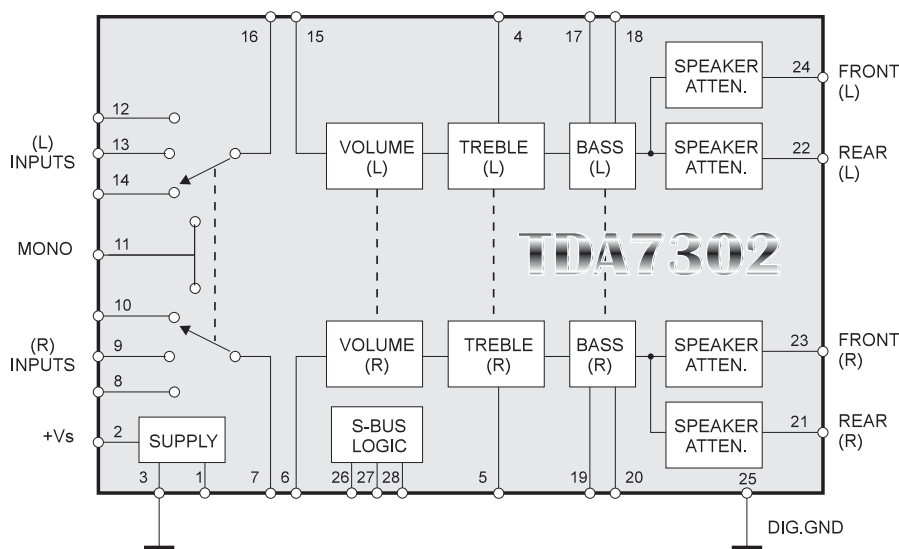 16
15
4
17
18
SPEAKER
ATTEN.
24
FRONT
(L)
12
(L)
INPUTS
13
14
VOLUME
(L)
TREBLE
(L)
BASS
(L)
SPEAKER
ATTEN.
22
REAR
(L)
MONO
11
TDA7302
10
(R)
INPUTS
9
8
VOLUME
(R)
TREBLE
(R)
BASS
(R)
SPEAKER
ATTEN.
23
FRONT
(R)
+Vs
2
SUPPLY
S-BUS
LOGIC
SPEAKER
ATTEN.
21
REAR
(R)
3
1
7
6
26
27
28
5
19
20
25
DIG.GND